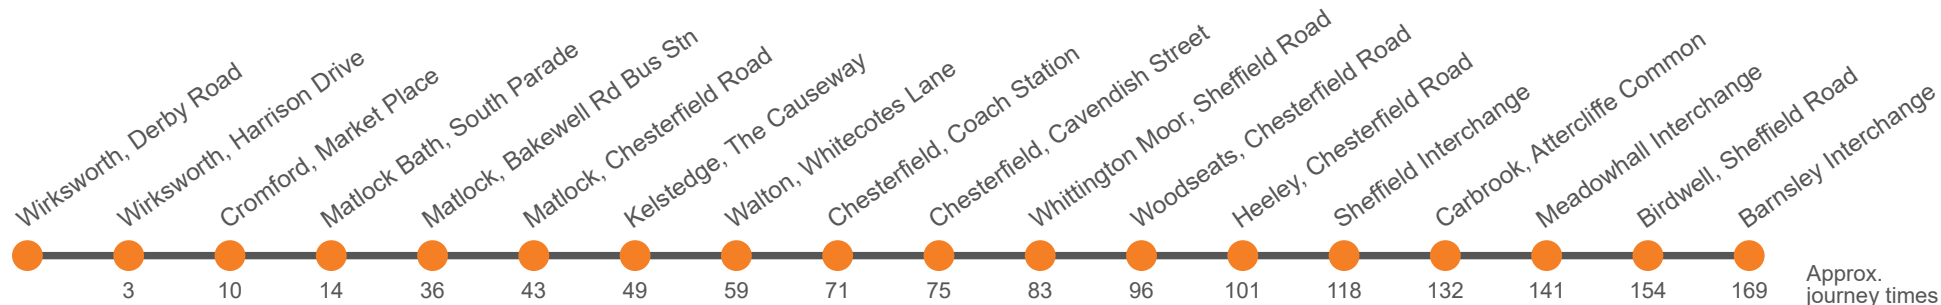 Wirksworth, Derby Road
Wirksworth, Harrison Drive
Cromford, Market Place
Matlock Bath, South Parade
Matlock, Bakewell Rd Bus Stn
Matlock, Chesterfield Road
Kelstedge, The Causeway
Walton, Whitecotes Lane
Chesterfield, Coach Station
Chesterfield, Cavendish Street
Whittington Moor, Sheffield Road
Woodseats, Chesterfield Road
Heeley, Chesterfield Road
Sheffield Interchange
Carbrook, Attercliffe Common
Meadowhall Interchange
Birdwell, Sheffield Road
Barnsley Interchange
3 10 14 36 43 49 59 71 75 83 96 101 118 132 141 154 169
Approx.
journey times